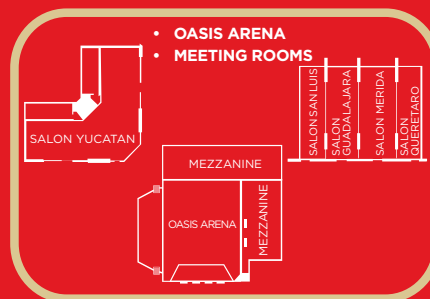 • OASIS ARENA
• MEETING ROOMS
SALON YUCATAN
SALON SAN LUIS
SALON
GUADALAJARA
SALON MERIDA
SALON
QUERETARO
MEZZANINE
OASIS ARENA
MEZZANINE